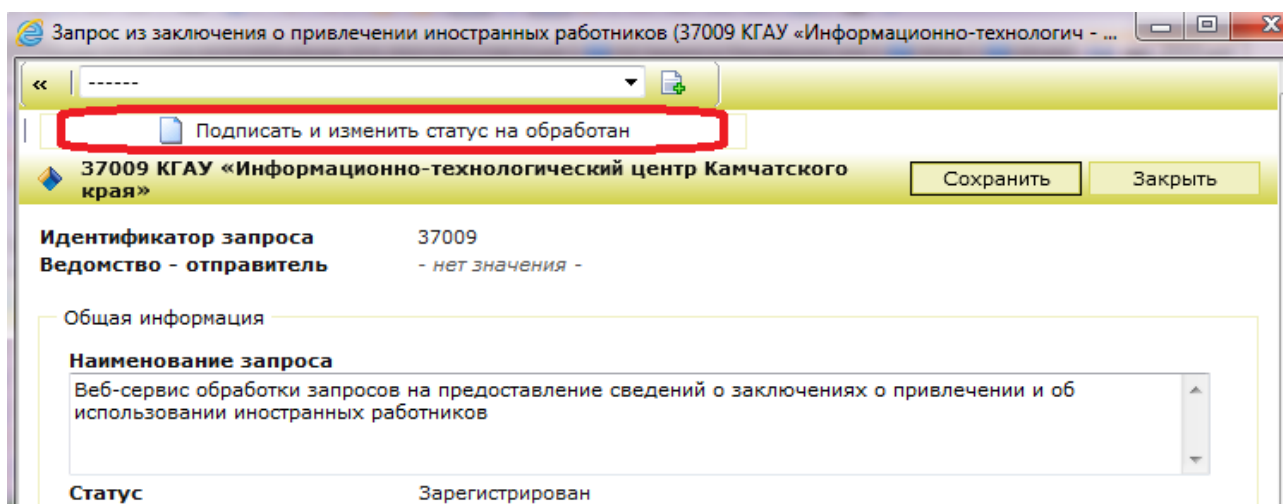 Запрос из заключения о привлечении иностранных работников (37009 КГАУ «Информационно-технологич - ...
« ------
Подписать и изменить статус на обработан
37009 КГАУ «Информационно-технологический центр Камчатского
края»
Сохранить Закрыть
Идентификатор запроса 37009
Ведомство - отправитель - нет значения -
Общая информация
Наименование запроса
Веб-сервис обработки запросов на предоставление сведений о заключениях о привлечении и об
использовании иностранных работников
Статус Зарегистрирован